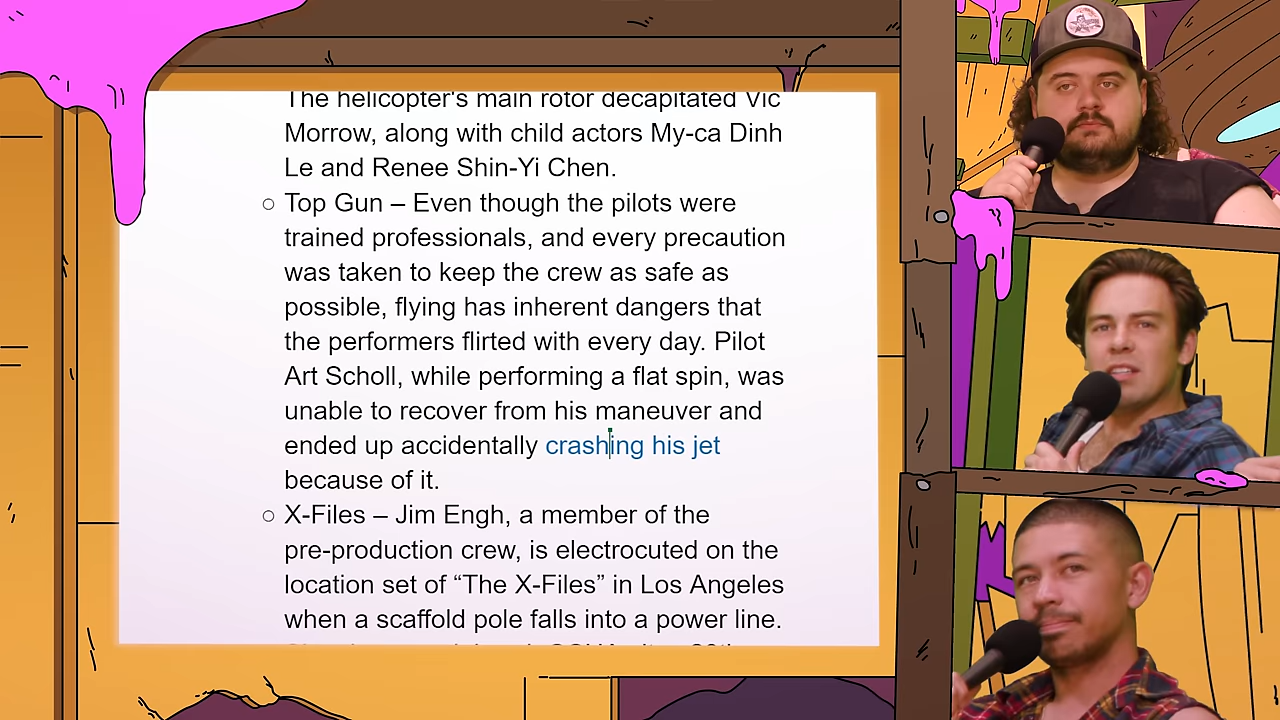 The helicopter's main rotor decapitated Vic
Morrow, along with child actors My-ca Dinh
Le and Renee Shin-Yi Chen.
○ Top Gun – Even though the pilots were
trained professionals, and every precaution
was taken to keep the crew as safe as
possible, flying has inherent dangers that
the performers flirted with every day. Pilot
Art Scholl, while performing a flat spin, was
unable to recover from his maneuver and
ended up accidentally crashing his jet
because of it.
○ X-Files – Jim Engh, a member of the
pre-production crew, is electrocuted on the
location set of “The X-Files” in Los Angeles
when a scaffold pole falls into a power line.